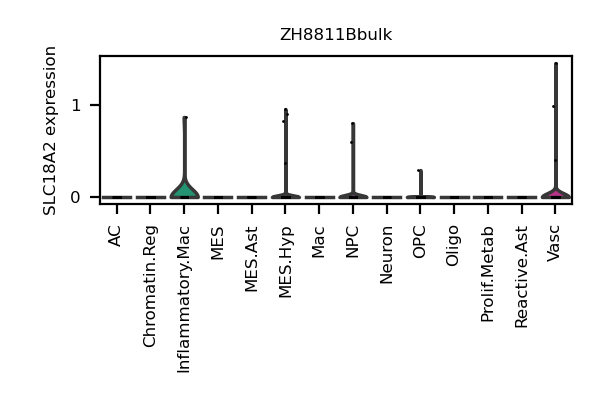 ZH8811Bbulk
SLC18A2 expression
1
0
AC
Chromatin.Reg
Inflammatory.Mac
MES
MES.Ast
MES.Hyp
Mac
NPC
Neuron
OPC
Oligo
Prolif.Metab
Reactive.Ast
Vasc